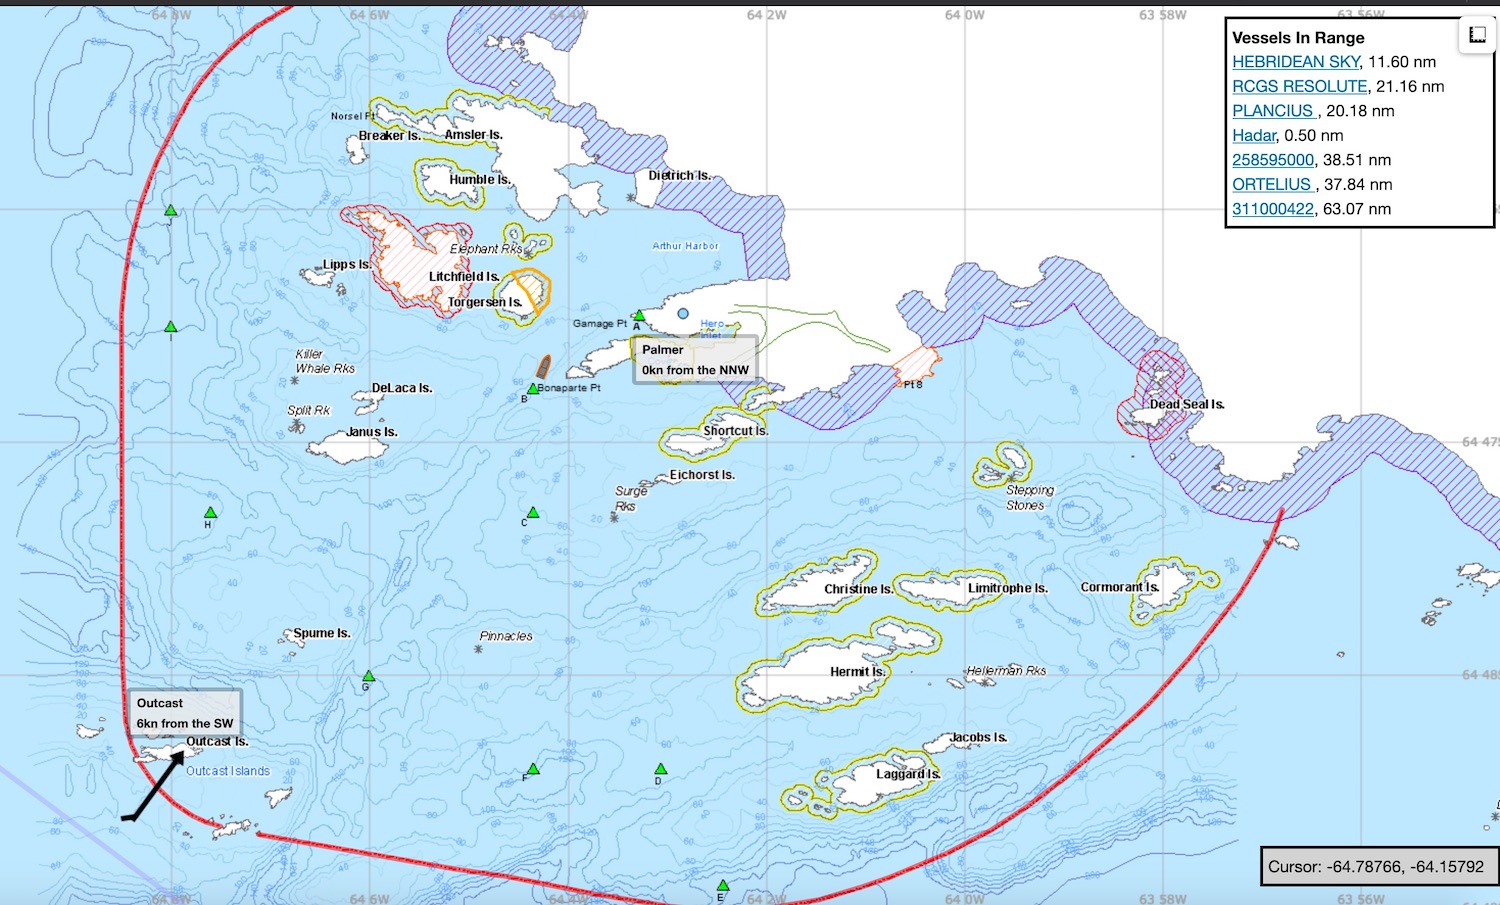 64 8W
64 6W
64 4W
64 2W
64 0W
63 58W
63 56W
Vessels In Range
HEBRIDEAN SKY, 11.60 nm
RCGS RESOLUTE, 21.16 nm
PLANCIUS , 20.18 nm
Hadar, 0.50 nm
258595000, 38.51 nm
ORTELIUS , 37.84 nm
311000422, 63.07 nm
Norsel Pt
Breaker Is.
Amsler Is.
Humble Is.
Dietrich Is.
J
Elephant Rks
Arthur Harbor
Lipps Is.
Litchfield Is.
Torgersen Is.
Gamage Pt
A
Hero
Inlet
I
Palmer
0kn from the NNW
Killer
Whale Rks
DeLaca Is.
B
Bonaparte Pt
Pt 8
Dead Seal Is.
Split Rk
Janus Is.
Shortcut Is.
64 47S
Eichorst Is.
Surge
Rks
Stepping
Stones
H
C
Christine Is.
Limitrophe Is.
Cormorant Is.
Spume Is.
Pinnacles
Hermit Is.
Hellerman Rks
64 48S
G
Outcast
6kn from the SW
Outcast Is.
Outcast Islands
Jacobs Is.
Laggard Is.
F
D
E
Cursor: -64.78766, -64.15792
64 8W
64 6W
64 4W
64 2W
64 0W
63 58W
63 56W